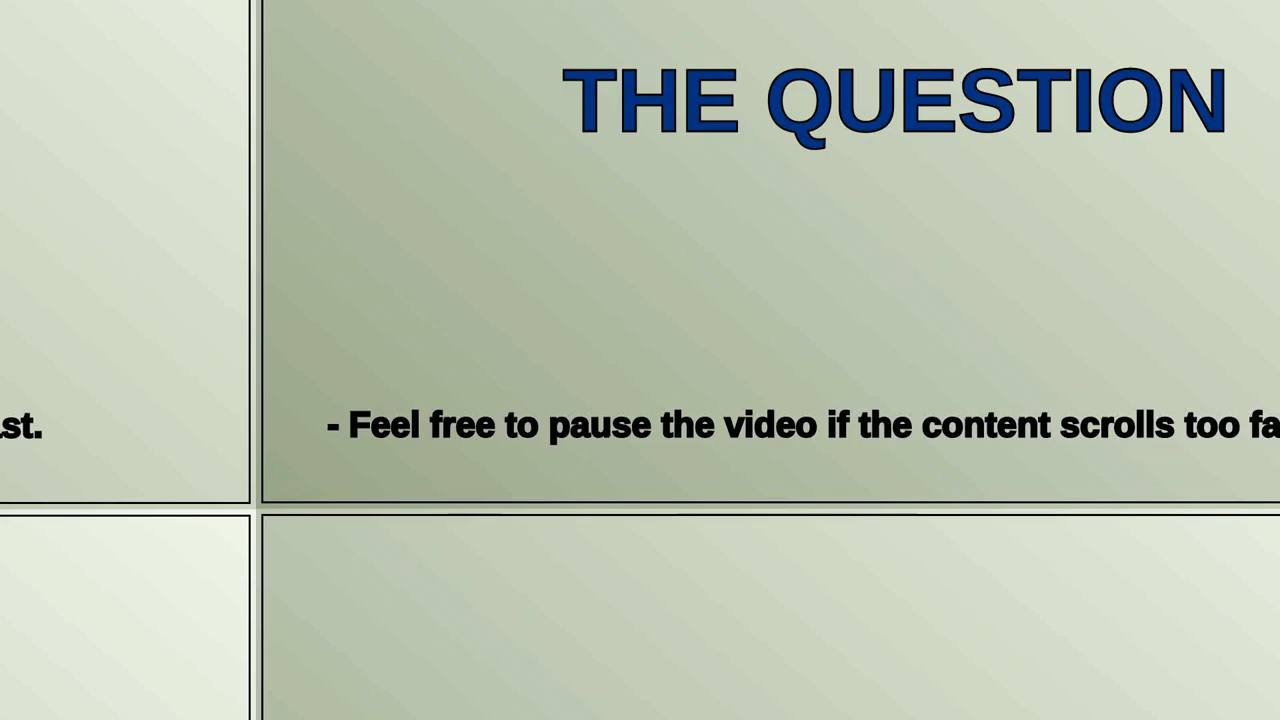 THE QUESTION
st.
- Feel free to pause the video if the content scrolls too fa